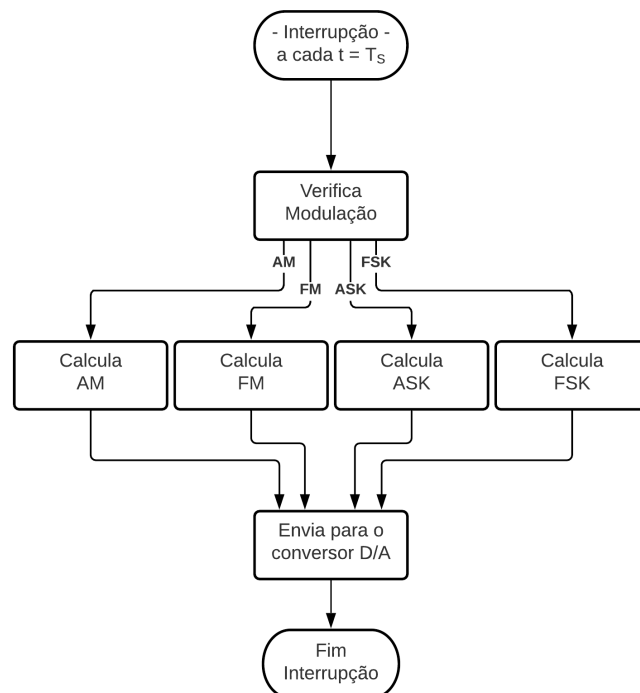 - Interrupção -
a cada t = Tₛ
Verifica
Modulação
AM
FSK
FM
ASK
Calcula
AM
Calcula
FM
Calcula
ASK
Calcula
FSK
Envia para o
conversor D/A
Fim
Interrupção